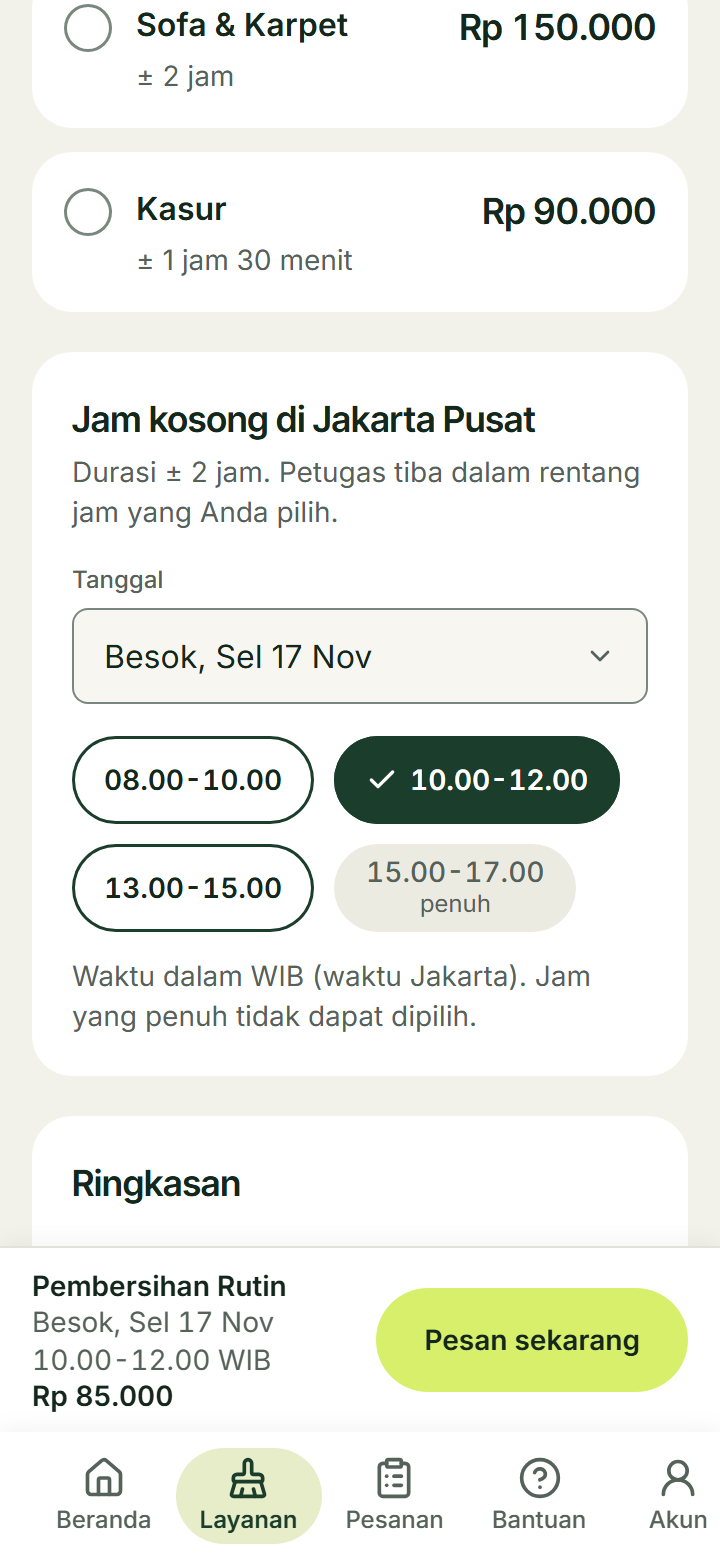 Sofa & Karpet
Rp 150.000
± 2 jam
Kasur
Rp 90.000
± 1 jam 30 menit
Jam kosong di Jakarta Pusat
Durasi ± 2 jam. Petugas tiba dalam rentang
jam yang Anda pilih.
Tanggal
Besok, Sel 17 Nov
08.00-10.00
10.00-12.00
13.00-15.00
15.00-17.00
penuh
Waktu dalam WIB (waktu Jakarta). Jam
yang penuh tidak dapat dipilih.
Ringkasan
Pembersihan Rutin
Besok, Sel 17 Nov
10.00-12.00 WIB
Rp 85.000
Pesan sekarang
Beranda
Layanan
Pesanan
Bantuan
Akun